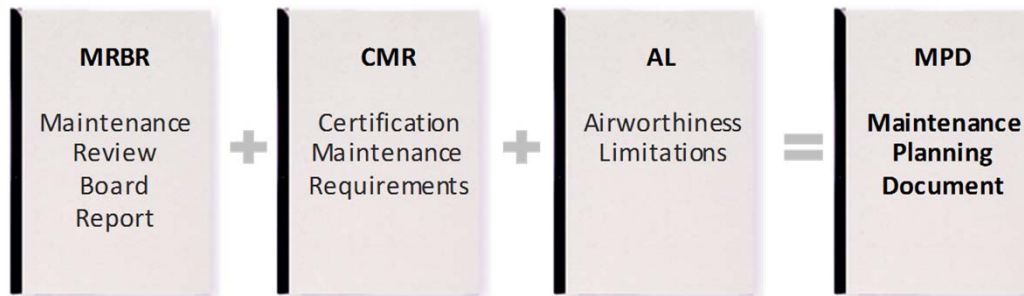 MRBR
Maintenance
Review
Board
Report
+
CMR
Certification
Maintenance
Requirements
+
AL
Airworthiness
Limitations
=
MPD
Maintenance
Planning
Document